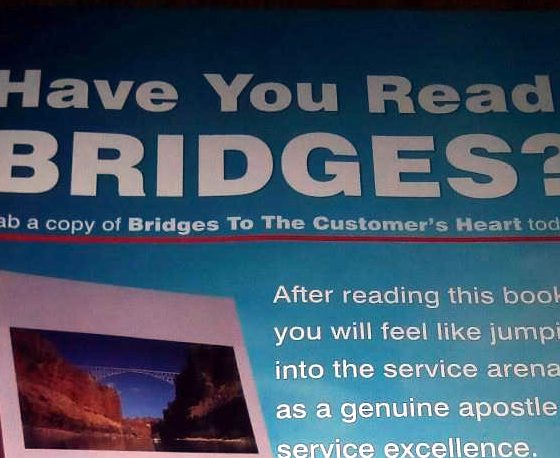 Have You Read
BRIDGES?
ab a copy of Bridges To The Customer's Heart tod
After reading this book
you will feel like jumpi
into the service arena
as a genuine apostle
service excellence.